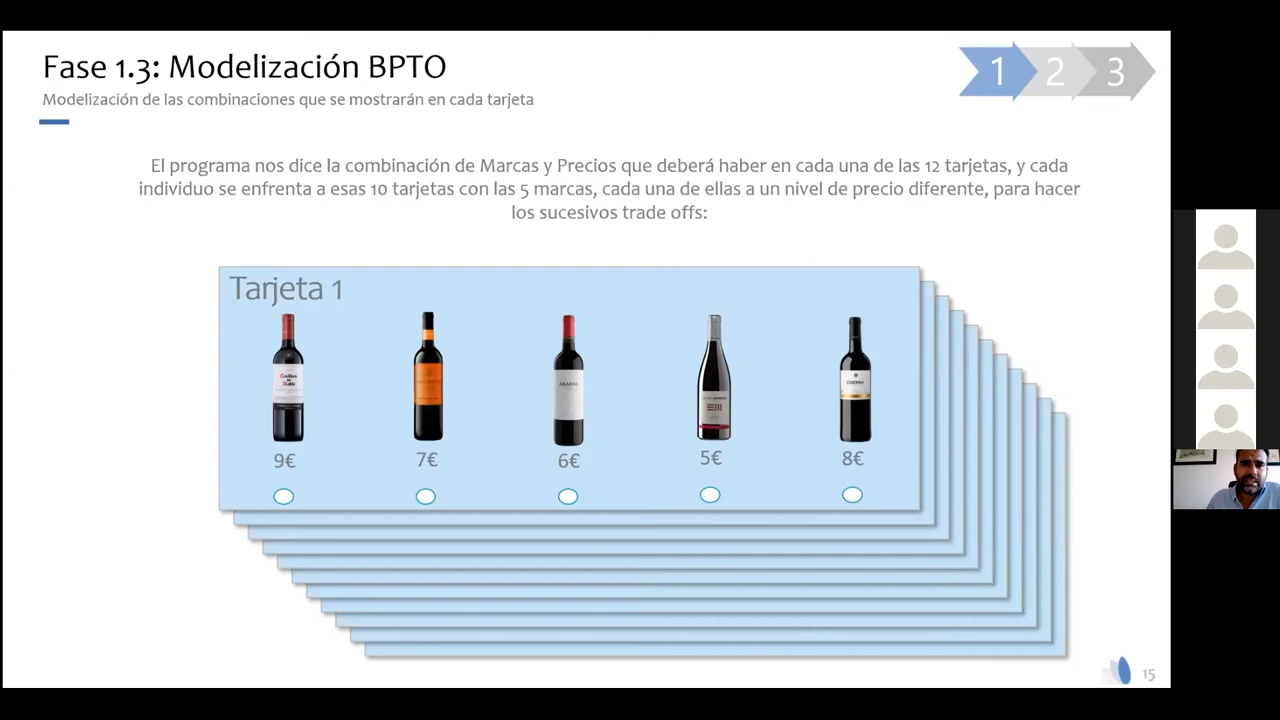 Fase 1.3: Modelización BPTO
Modelización de las combinaciones que se mostrarán en cada tarjeta
1 2 3
El programa nos dice la combinación de Marcas y Precios que deberá haber en cada una de las 12 tarjetas, y cada
individuo se enfrenta a esas 10 tarjetas con las 5 marcas, cada una de ellas a un nivel de precio diferente, para hacer
los sucesivos trade offs:
Tarjeta 1
9€ 7€ 6€ 5€ 8€
15